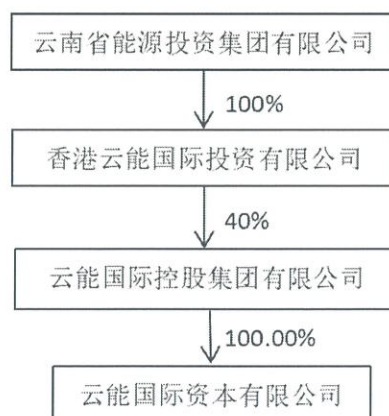 云南省能源投资集团有限公司
100%
香港云能国际投资有限公司
40%
云能国际控股集团有限公司
100.00%
云能国际资本有限公司